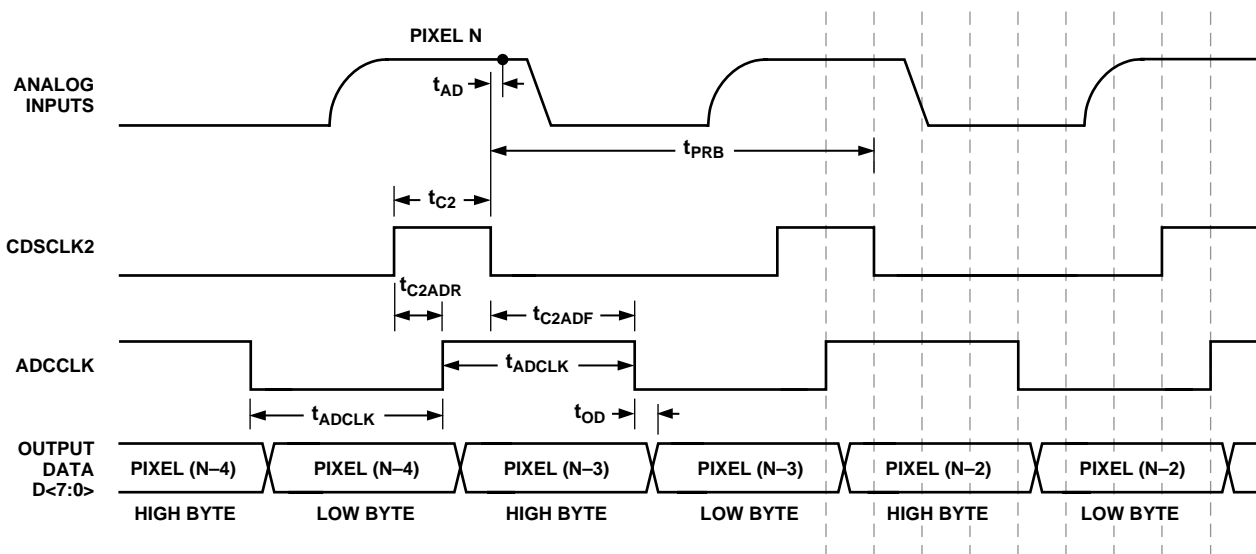 PIXEL N
ANALOG
INPUTS
tAD
tPRB
tC2
CDSCLK2
tC2ADR
tC2ADF
ADCCLK
tADCLK
tADCLK
tOD
OUTPUT
DATA
D<7:0>
PIXEL (N–4)
PIXEL (N–4)
PIXEL (N–3)
PIXEL (N–3)
PIXEL (N–2)
PIXEL (N–2)
HIGH BYTE
LOW BYTE
HIGH BYTE
LOW BYTE
HIGH BYTE
LOW BYTE